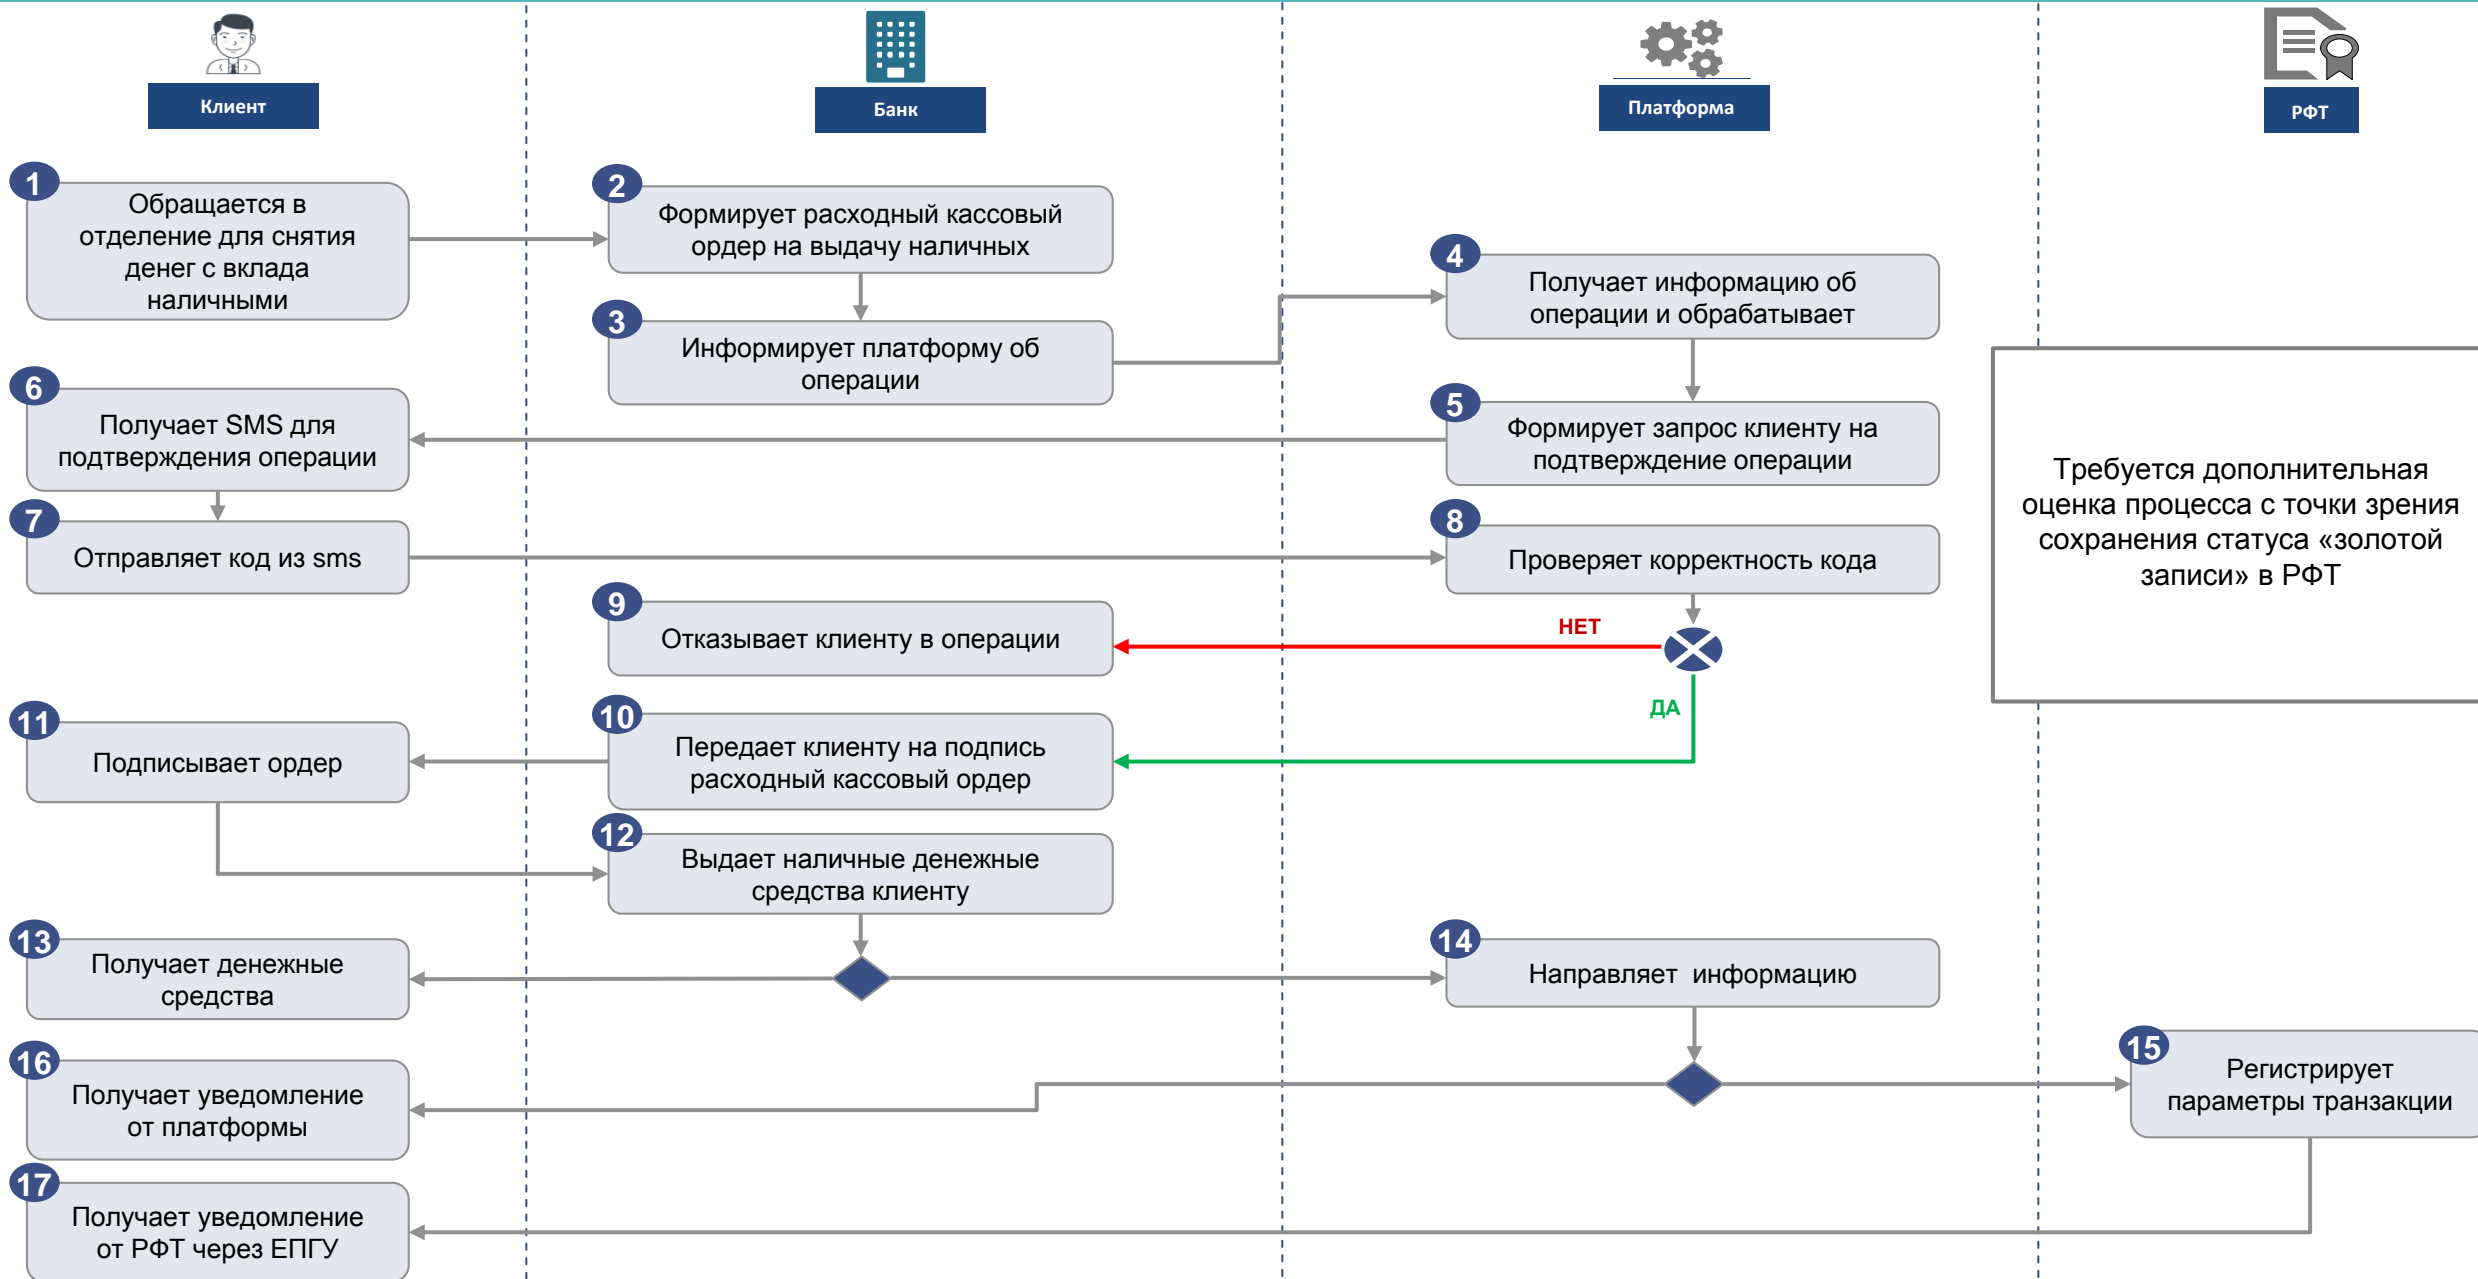 Клиент
Банк
Платформа
РФТ
1
Обращается в
отделение для снятия
денег с вклада
наличными
2
Формирует расходный кассовый
ордер на выдачу наличных
3
Информирует платформу об
операции
4
Получает информацию об
операции и обрабатывает
5
Формирует запрос клиенту на
подтверждение операции
6
Получает SMS для
подтверждения операции
7
Отправляет код из sms
8
Проверяет корректность кода
Требуется дополнительная
оценка процесса с точки зрения
сохранения статуса «золотой
записи» в РФТ
НЕТ
ДА
9
Отказывает клиенту в операции
10
Передает клиенту на подпись
расходный кассовый ордер
11
Подписывает ордер
12
Выдает наличные денежные
средства клиенту
13
Получает денежные
средства
14
Направляет информацию
15
Регистрирует
параметры транзакции
16
Получает уведомление
от платформы
17
Получает уведомление
от РФТ через ЕПГУ